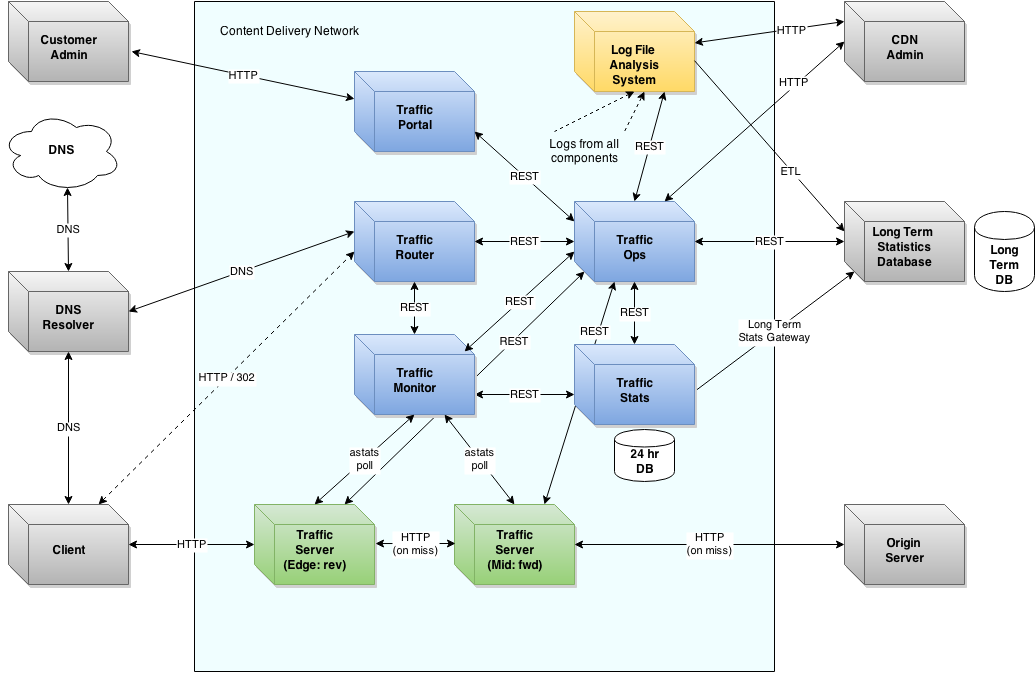 Customer
Admin
Content Delivery Network
Log File
Analysis
System
HTTP
CDN
Admin
HTTP
HTTP
Traffic
Portal
Logs from all
components
REST
DNS
REST
ETL
DNS
Traffic
Router
REST
Traffic
Ops
REST
Long Term
Statistics
Database
Long
Term
DB
DNS
DNS
Resolver
REST
REST
REST
REST
REST
Long Term
Stats Gateway
HTTP / 302
Traffic
Monitor
REST
Traffic
Stats
DNS
astats
poll
astats
poll
24 hr
DB
Client
HTTP
Traffic
Server
(Edge: rev)
HTTP
(on miss)
Traffic
Server
(Mid: fwd)
HTTP
(on miss)
Origin
Server